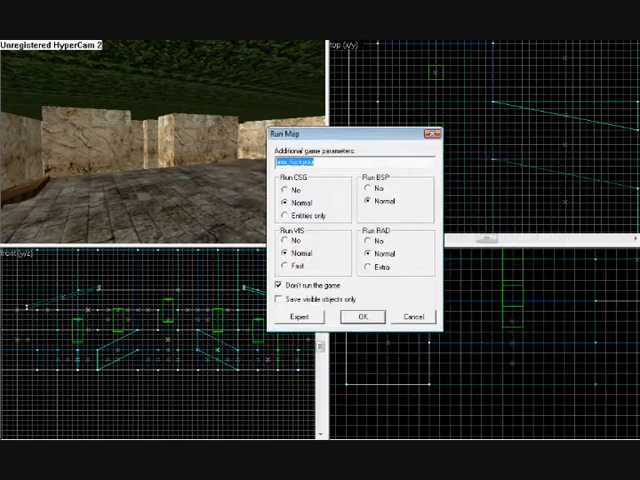 Unregistered HyperCam 2
top (x/y)
Run Map
Additional game parameters:
Run CSG
No
Normal
Entities only
Run BSP
No
Normal
Run VIS
No
Normal
Fast
Run RAD
No
Normal
Extra
Don't run the game
Save visible objects only
Expert
OK
Cancel
front (y/z)